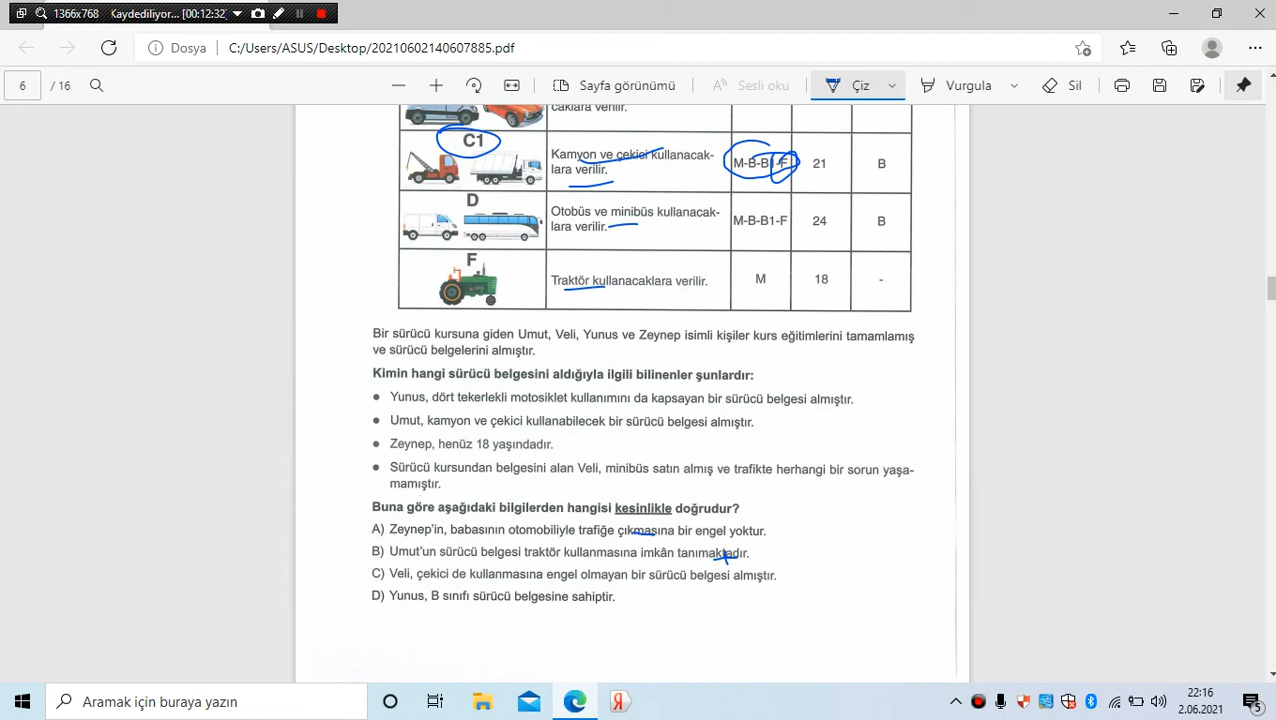 1366x768 Kaydediliyor... [00:12:32]
Dosya C:/Users/ASUS/Desktop/20210602140607885.pdf
6 / 16 Sayfa görünümü Sesli oku Çiz Vurgula Sil
caklara verilir.
C1
Kamyon ve çekici kullanacak-
lara verilir.
M-B-B1-F 21 B
D
Otobüs ve minibüs kullanacak-
lara verilir.
M-B-B1-F 24 B
F
Traktör kullanacaklara verilir. M 18 -
Bir sürücü kursuna giden Umut, Veli, Yunus ve Zeynep isimli kişiler kurs eğitimlerini tamamlamış
ve sürücü belgelerini almıştır.
Kimin hangi sürücü belgesini aldığıyla ilgili bilinenler şunlardır:
• Yunus, dört tekerlekli motosiklet kullanımını da kapsayan bir sürücü belgesi almıştır.
• Umut, kamyon ve çekici kullanabilecek bir sürücü belgesi almıştır.
• Zeynep, henüz 18 yaşındadır.
• Sürücü kursundan belgesini alan Veli, minibüs satın almış ve trafikte herhangi bir sorun yaşa-
mamıştır.
Buna göre aşağıdaki bilgilerden hangisi kesinlikle doğrudur?
A) Zeynep'in, babasının otomobiliyle trafiğe çıkmasına bir engel yoktur.
B) Umut'un sürücü belgesi traktör kullanmasına imkân tanımaktadır.
C) Veli, çekici de kullanmasına engel olmayan bir sürücü belgesi almıştır.
D) Yunus, B sınıfı sürücü belgesine sahiptir.
Aramak için buraya yazın
22:16
2.06.2021
5